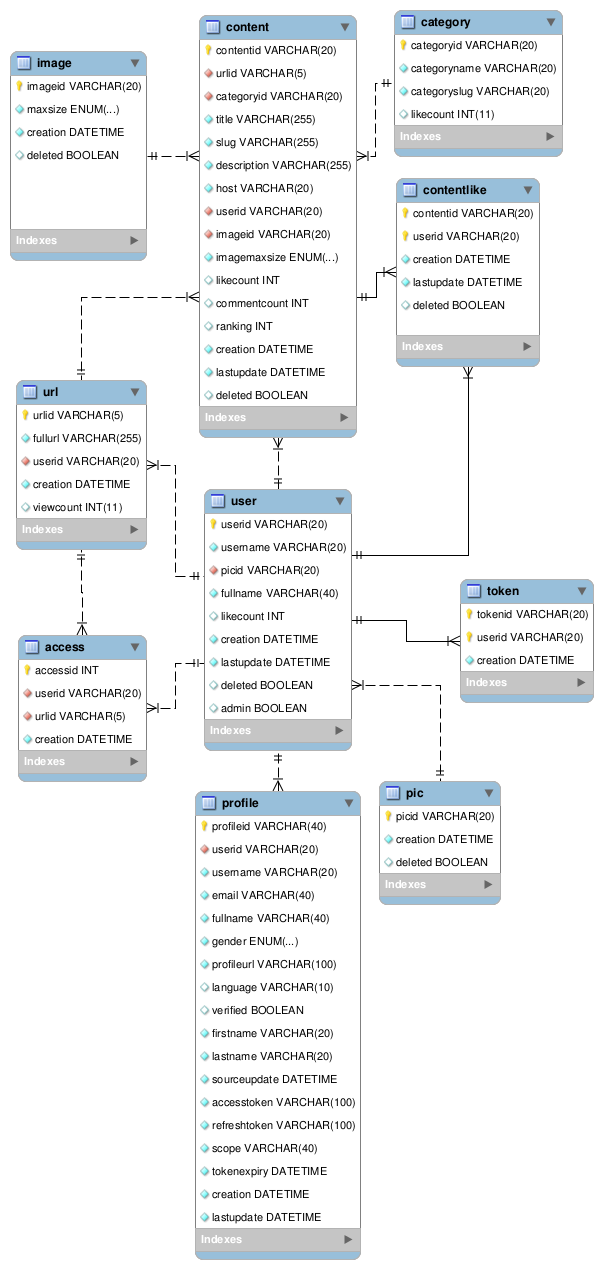 image
imageid VARCHAR(20)
maxsize ENUM(...)
creation DATETIME
deleted BOOLEAN
Indexes
content
contentid VARCHAR(20)
urlid VARCHAR(5)
categoryid VARCHAR(20)
title VARCHAR(255)
slug VARCHAR(255)
description VARCHAR(255)
host VARCHAR(20)
userid VARCHAR(20)
imageid VARCHAR(20)
imagemaxsize ENUM(...)
likecount INT
commentcount INT
ranking INT
creation DATETIME
lastupdate DATETIME
deleted BOOLEAN
Indexes
category
categoryid VARCHAR(20)
categoryname VARCHAR(20)
categoryslug VARCHAR(20)
likecount INT(11)
Indexes
contentlike
contentid VARCHAR(20)
userid VARCHAR(20)
creation DATETIME
lastupdate DATETIME
deleted BOOLEAN
Indexes
url
urlid VARCHAR(5)
fullurl VARCHAR(255)
userid VARCHAR(20)
creation DATETIME
viewcount INT(11)
Indexes
user
userid VARCHAR(20)
username VARCHAR(20)
picid VARCHAR(20)
fullname VARCHAR(40)
likecount INT
creation DATETIME
lastupdate DATETIME
deleted BOOLEAN
admin BOOLEAN
Indexes
token
tokenid VARCHAR(20)
userid VARCHAR(20)
creation DATETIME
Indexes
access
accessid INT
userid VARCHAR(20)
urlid VARCHAR(5)
creation DATETIME
Indexes
pic
picid VARCHAR(20)
creation DATETIME
deleted BOOLEAN
Indexes
profile
profileid VARCHAR(40)
userid VARCHAR(20)
username VARCHAR(20)
email VARCHAR(40)
fullname VARCHAR(40)
gender ENUM(...)
profileurl VARCHAR(100)
language VARCHAR(10)
verified BOOLEAN
firstname VARCHAR(20)
lastname VARCHAR(20)
sourceupdate DATETIME
accesstoken VARCHAR(100)
refreshtoken VARCHAR(100)
scope VARCHAR(40)
tokenexpiry DATETIME
creation DATETIME
lastupdate DATETIME
Indexes